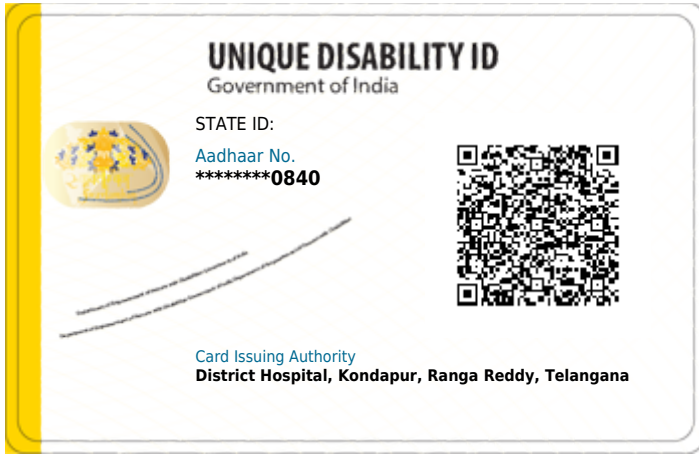 UNIQUE DISABILITY ID
Government of India
STATE ID:
Aadhaar No.
********0840
Card Issuing Authority
District Hospital, Kondapur, Ranga Reddy, Telangana